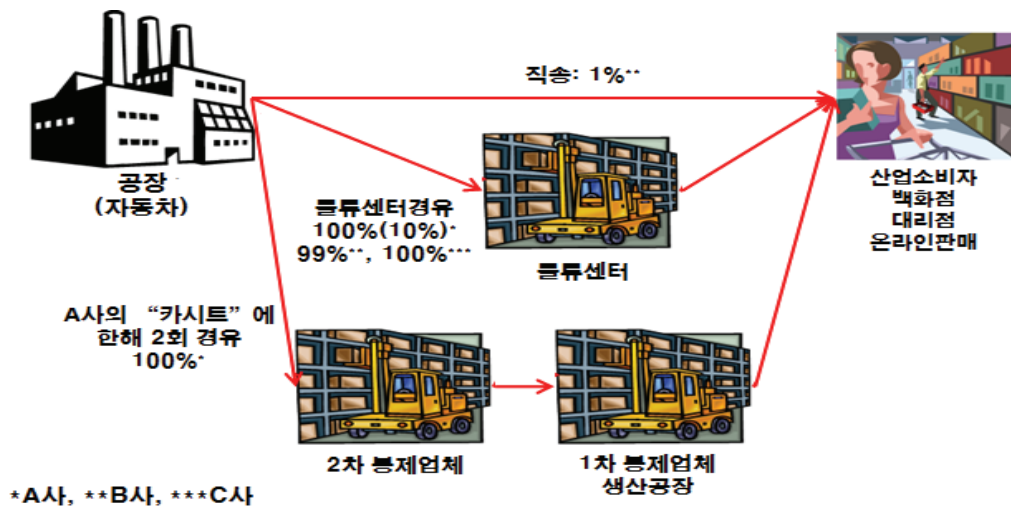 직송: 1%**
공장
(자동차)
물류센터경유
100%(10%)*
99%**, 100%***
물류센터
산업소비자
백화점
대리점
온라인판매
A사의 “카시트”에
한해 2회 경유
100%*
2차 봉제업체
1차 봉제업체
생산공장
*A사, **B사, ***C사